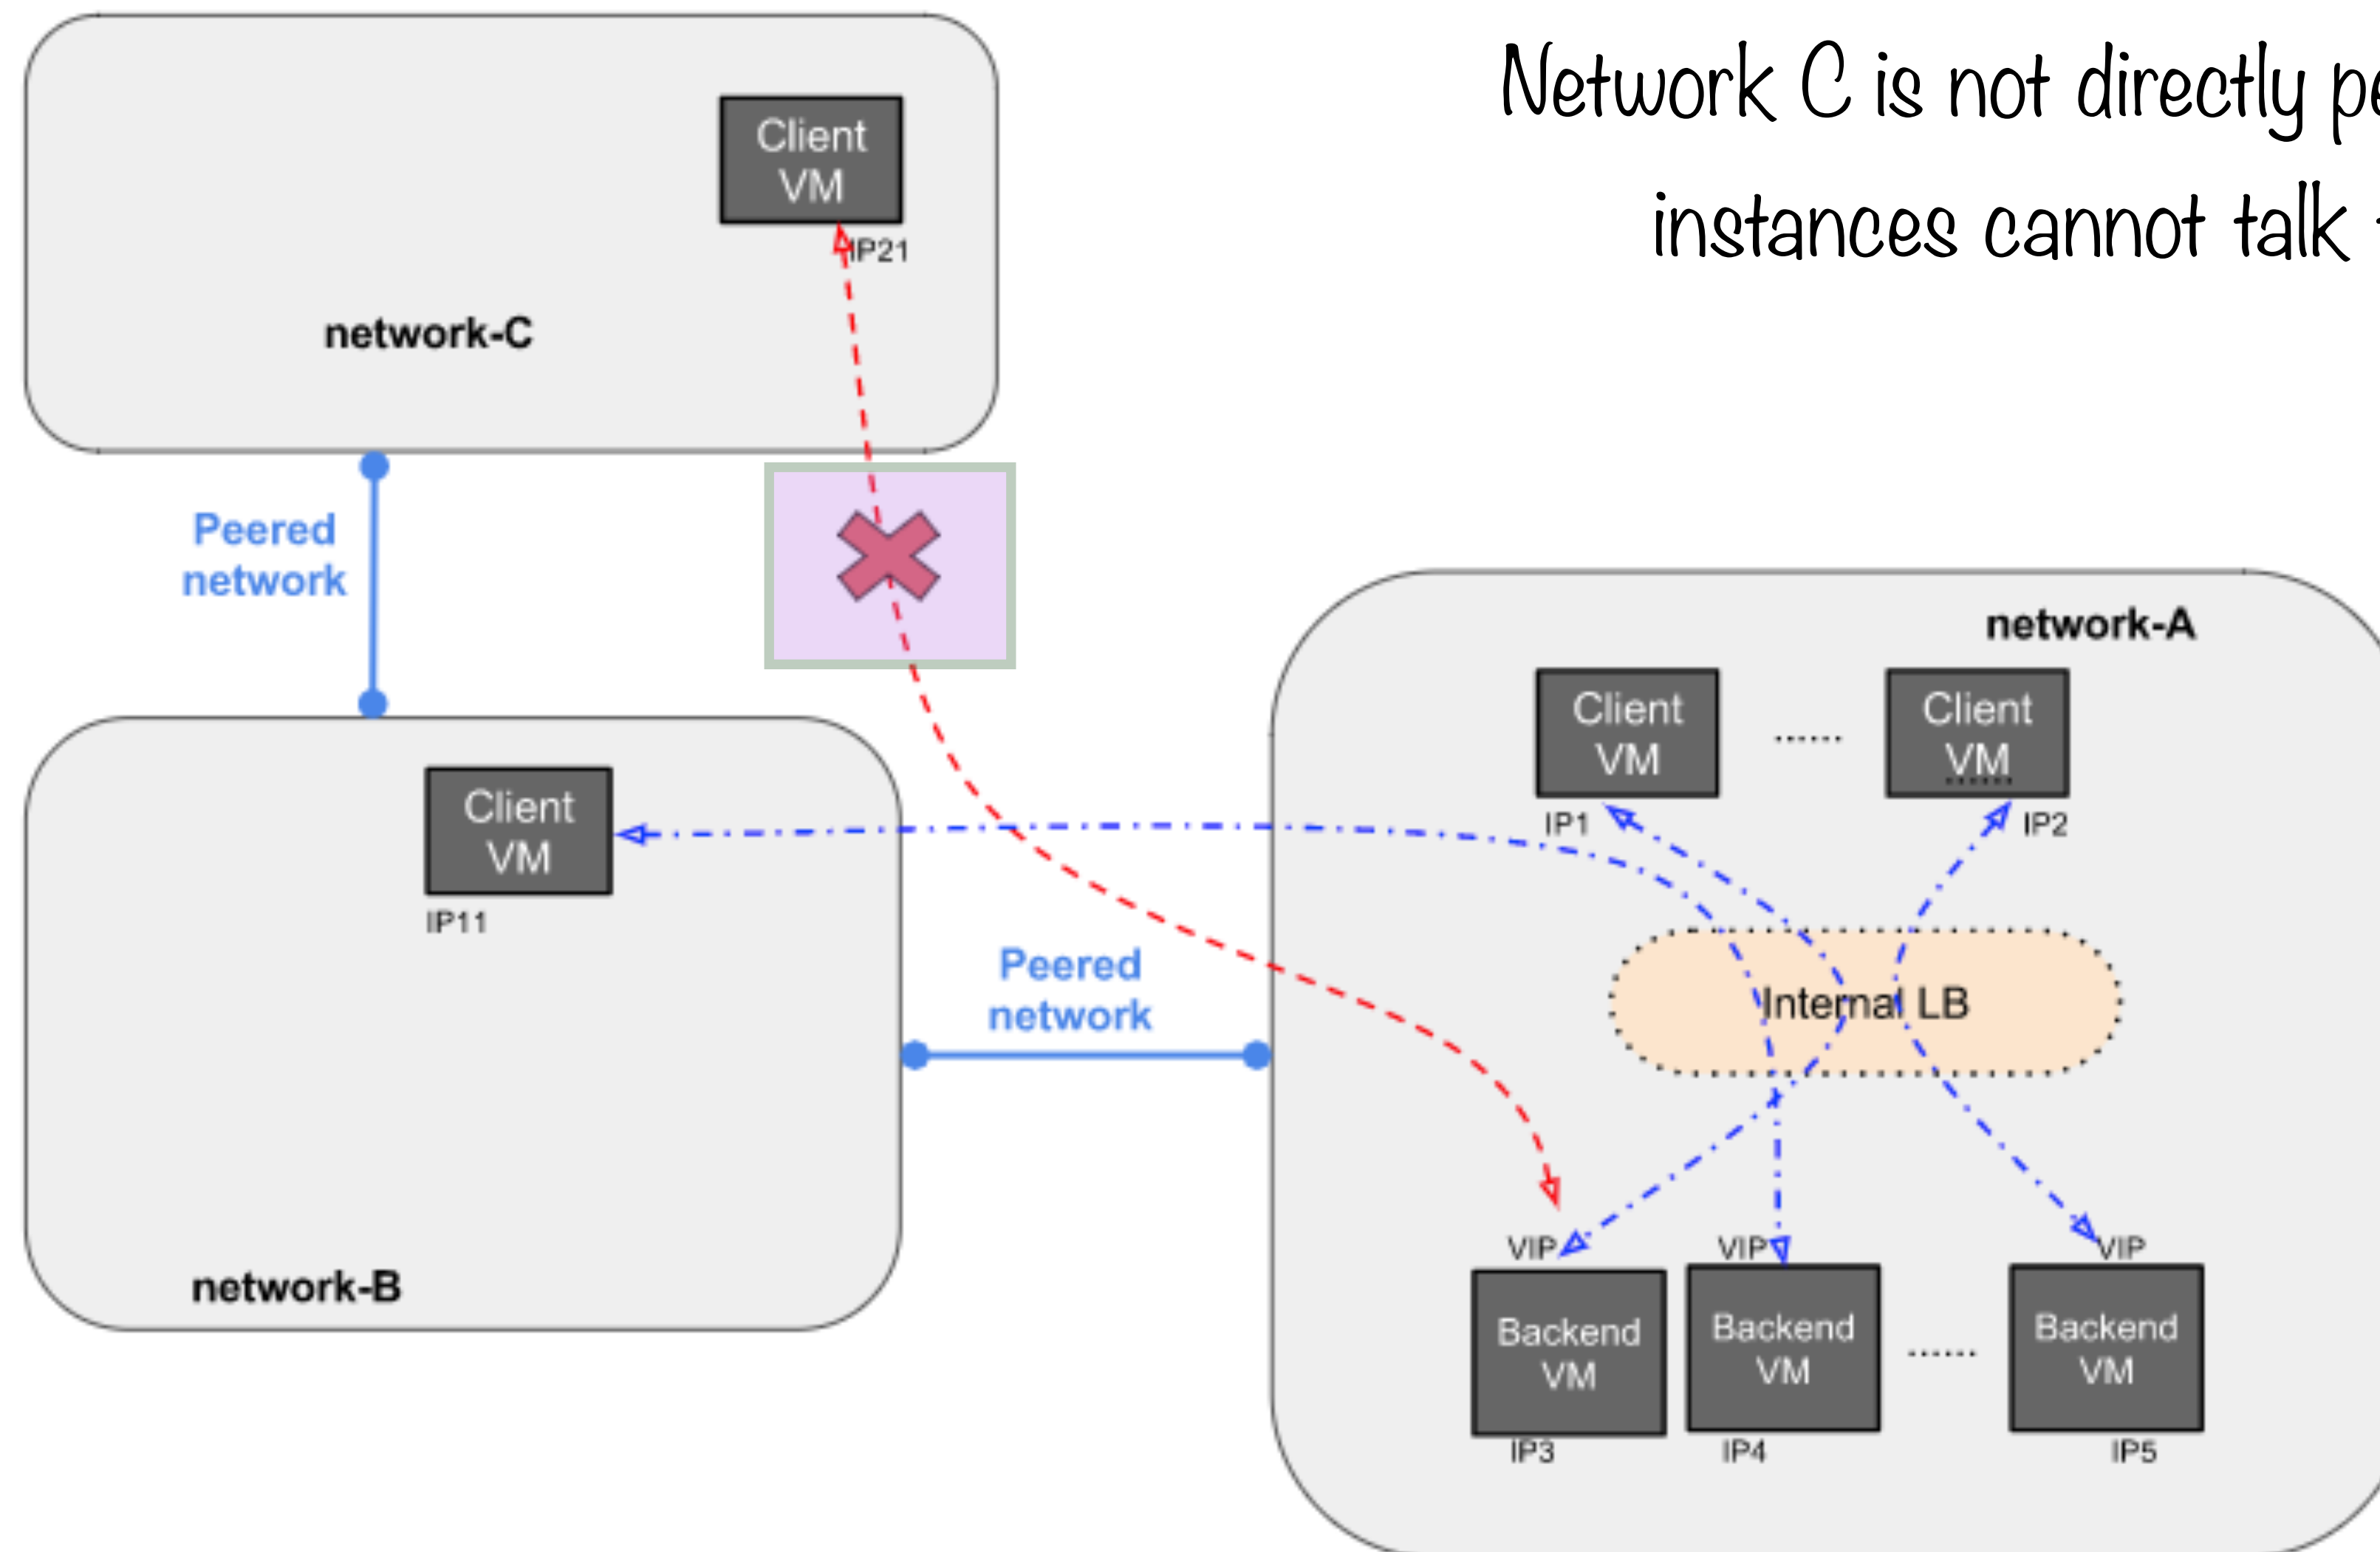 Network C is not directly
instances cannot talk
Client
VM
IP21
network-C
Peered
network
network-A
Client
VM
Client
VM
IP1
IP2
Client
VM
IP11
Peered
network
Internal LB
network-B
VIP
VIP
VIP
Backend
VM
Backend
VM
Backend
VM
IP3
IP4
IP5